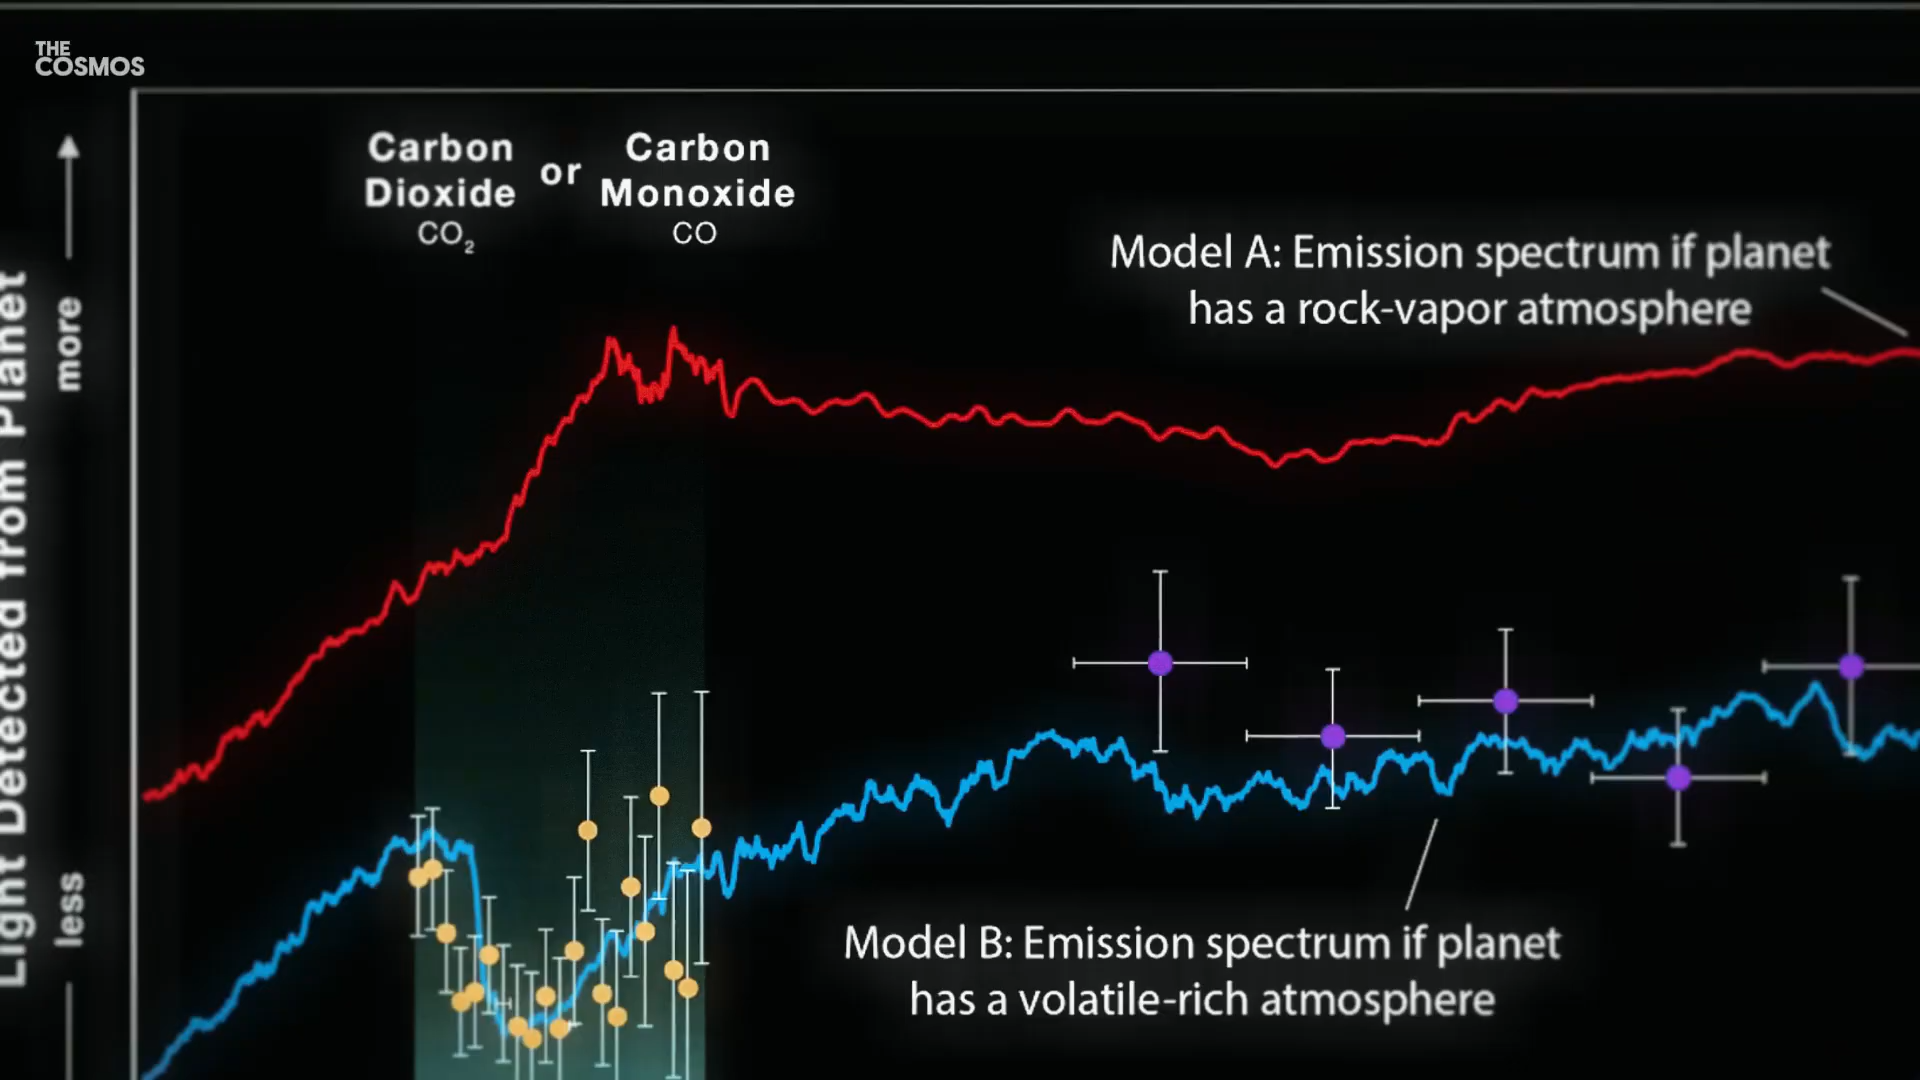 THE
COSMOS
Carbon
Dioxide
CO₂
or
Carbon
Monoxide
CO
Model A: Emission spectrum if planet
has a rock-vapor atmosphere
Light Detected from Planet
more
less
Model B: Emission spectrum if planet
has a volatile-rich atmosphere